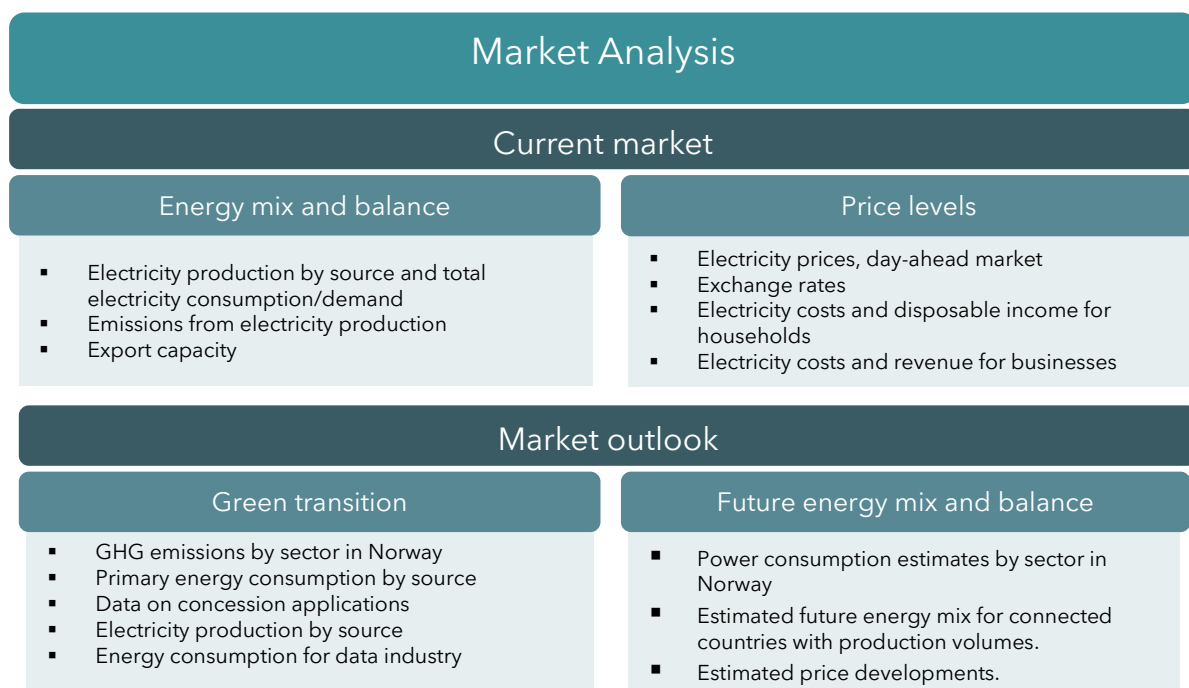 Market Analysis
Current market
Energy mix and balance
▪ Electricity production by source and total
electricity consumption/demand
▪ Emissions from electricity production
▪ Export capacity
Price levels
▪ Electricity prices, day-ahead market
▪ Exchange rates
▪ Electricity costs and disposable income for
households
▪ Electricity costs and revenue for businesses
Market outlook
Green transition
▪ GHG emissions by sector in Norway
▪ Primary energy consumption by source
▪ Data on concession applications
▪ Electricity production by source
▪ Energy consumption for data industry
Future energy mix and balance
▪ Power consumption estimates by sector in
Norway
▪ Estimated future energy mix for connected
countries with production volumes.
▪ Estimated price developments.